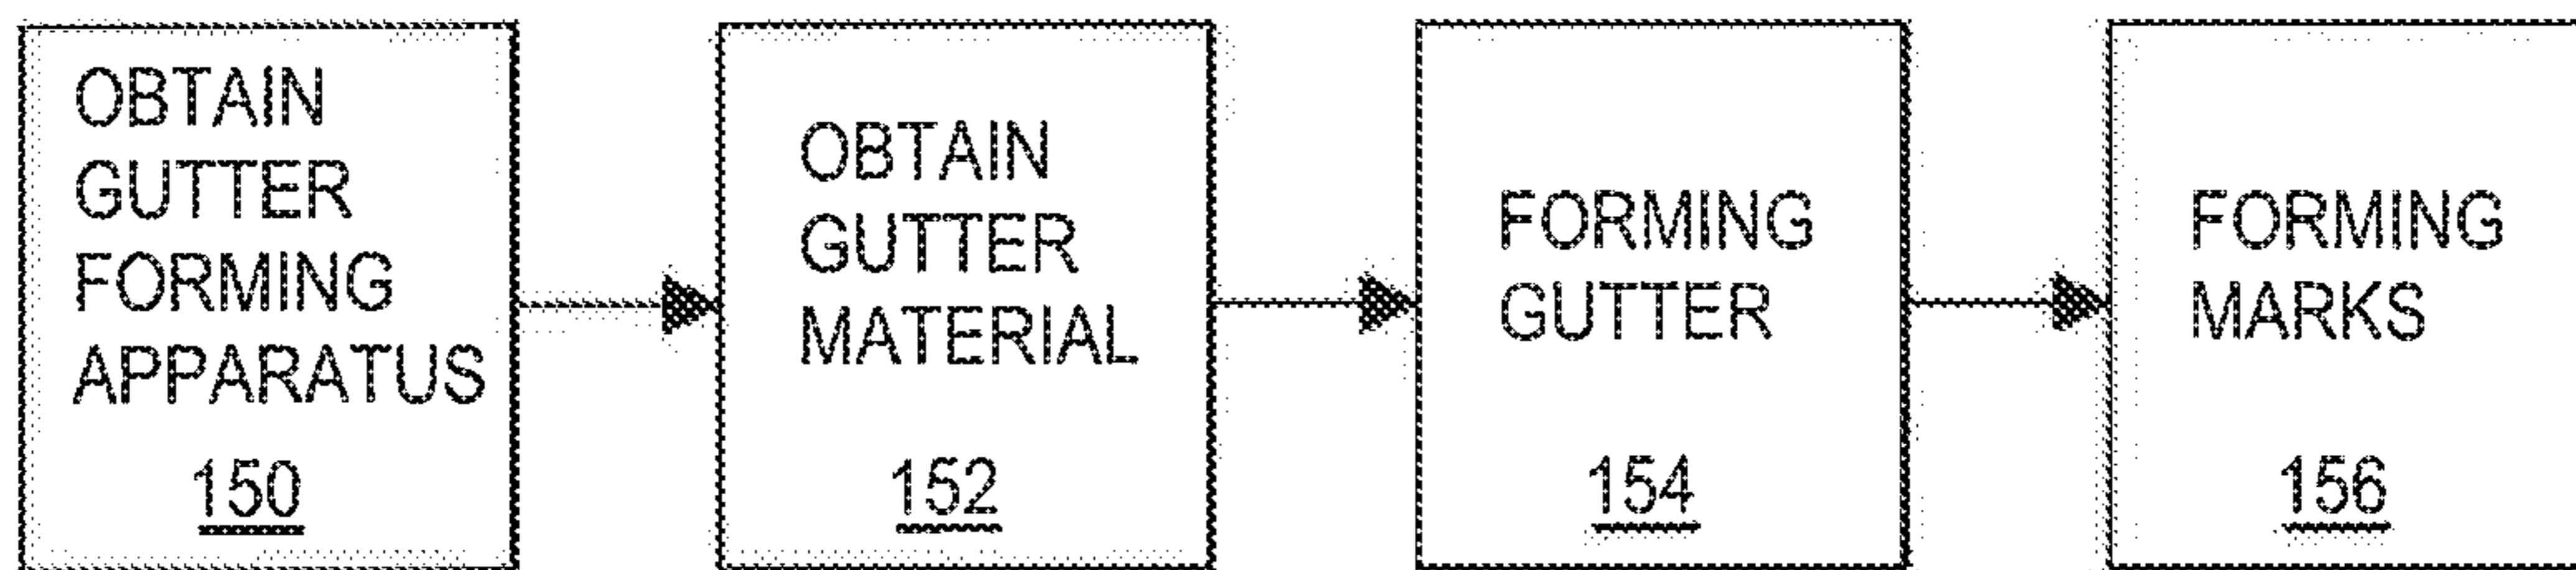 OBTAIN
GUTTER
FORMING
APPARATUS
150
OBTAIN
GUTTER
MATERIAL
152
FORMING
GUTTER
154
FORMING
MARKS
156